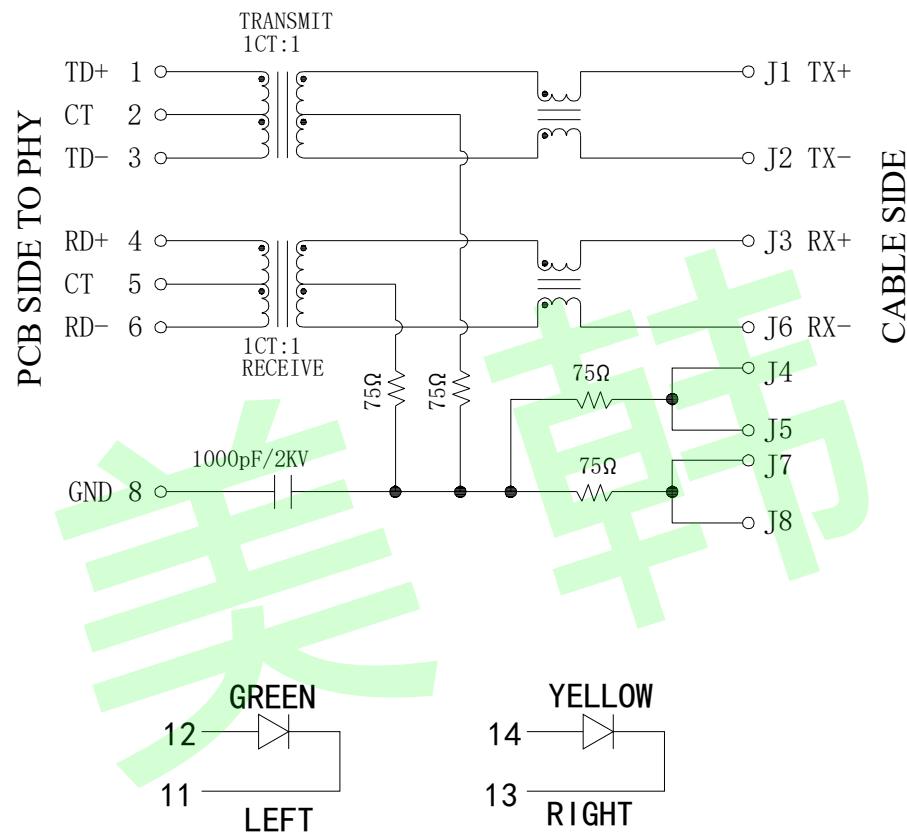 TRANSMIT
1CT:1
TD+ 1
CT 2
TD- 3
J1 TX+
J2 TX-
PCB SIDE TO PHY
CABLE SIDE
RD+ 4
CT 5
RD- 6
J3 RX+
J6 RX-
1CT:1
RECEIVE
75Ω
75Ω
75Ω
J4
J5
1000pF/2KV
75Ω
J7
GND 8
J8
美韩
GREEN
YELLOW
12
14
11
13
LEFT
RIGHT